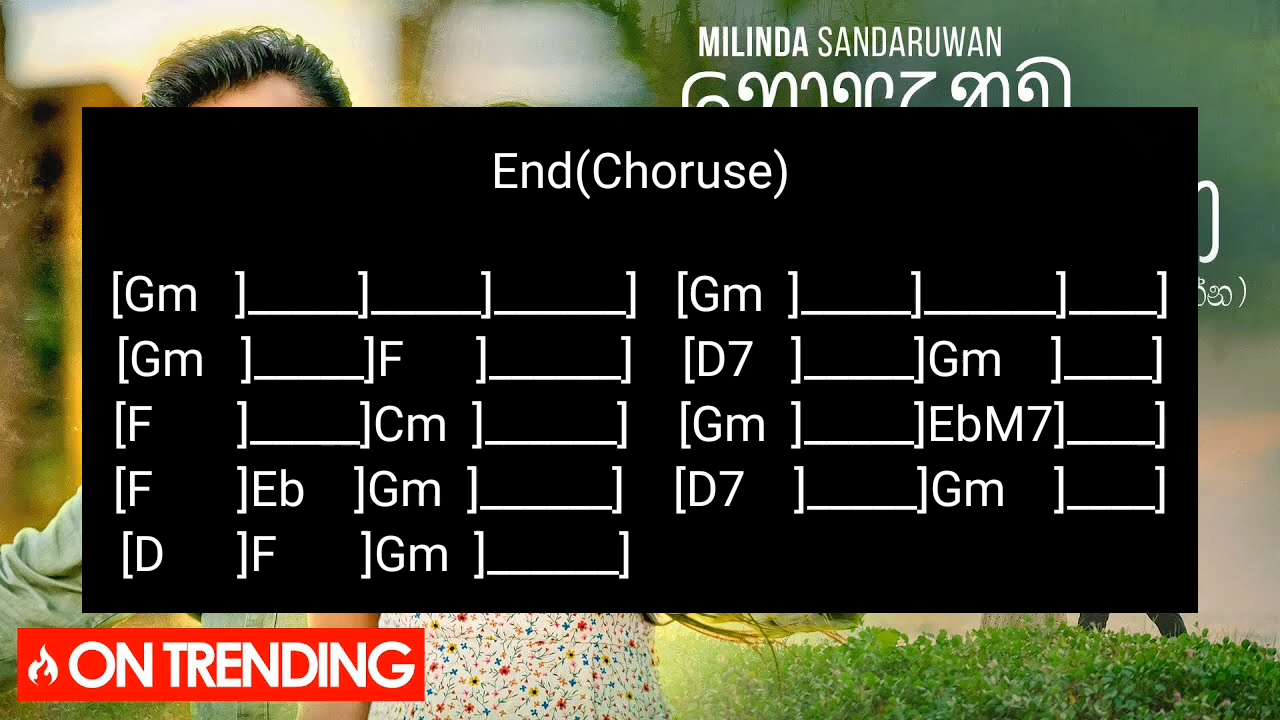 MILINDA SANDARUWAN
End(Choruse)
[Gm ]_____]_____]______] [Gm ]_____]______]____]
[Gm ]_____]F ]______] [D7 ]_____]Gm ]____]
[F ]_____]Cm ]______] [Gm ]_____]EbM7]____]
[F ]Eb ]Gm ]______] [D7 ]_____]Gm ]____]
[D ]F ]Gm ]______]
ON TRENDING